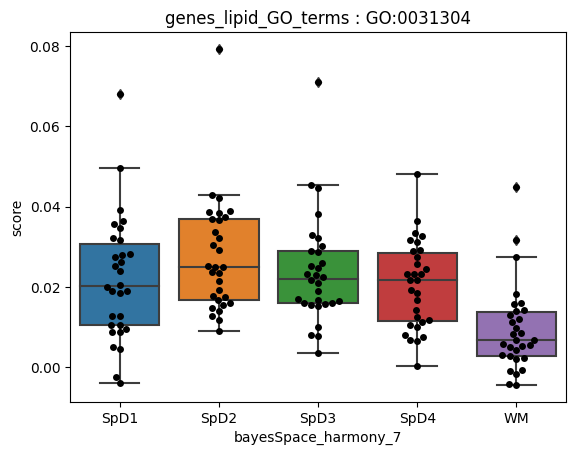 genes_lipid_GO_terms : GO:0031304
0.08
0.06
0.04
0.02
0.00
score
SpD1 SpD2 SpD3 SpD4 WM
bayesSpace_harmony_7